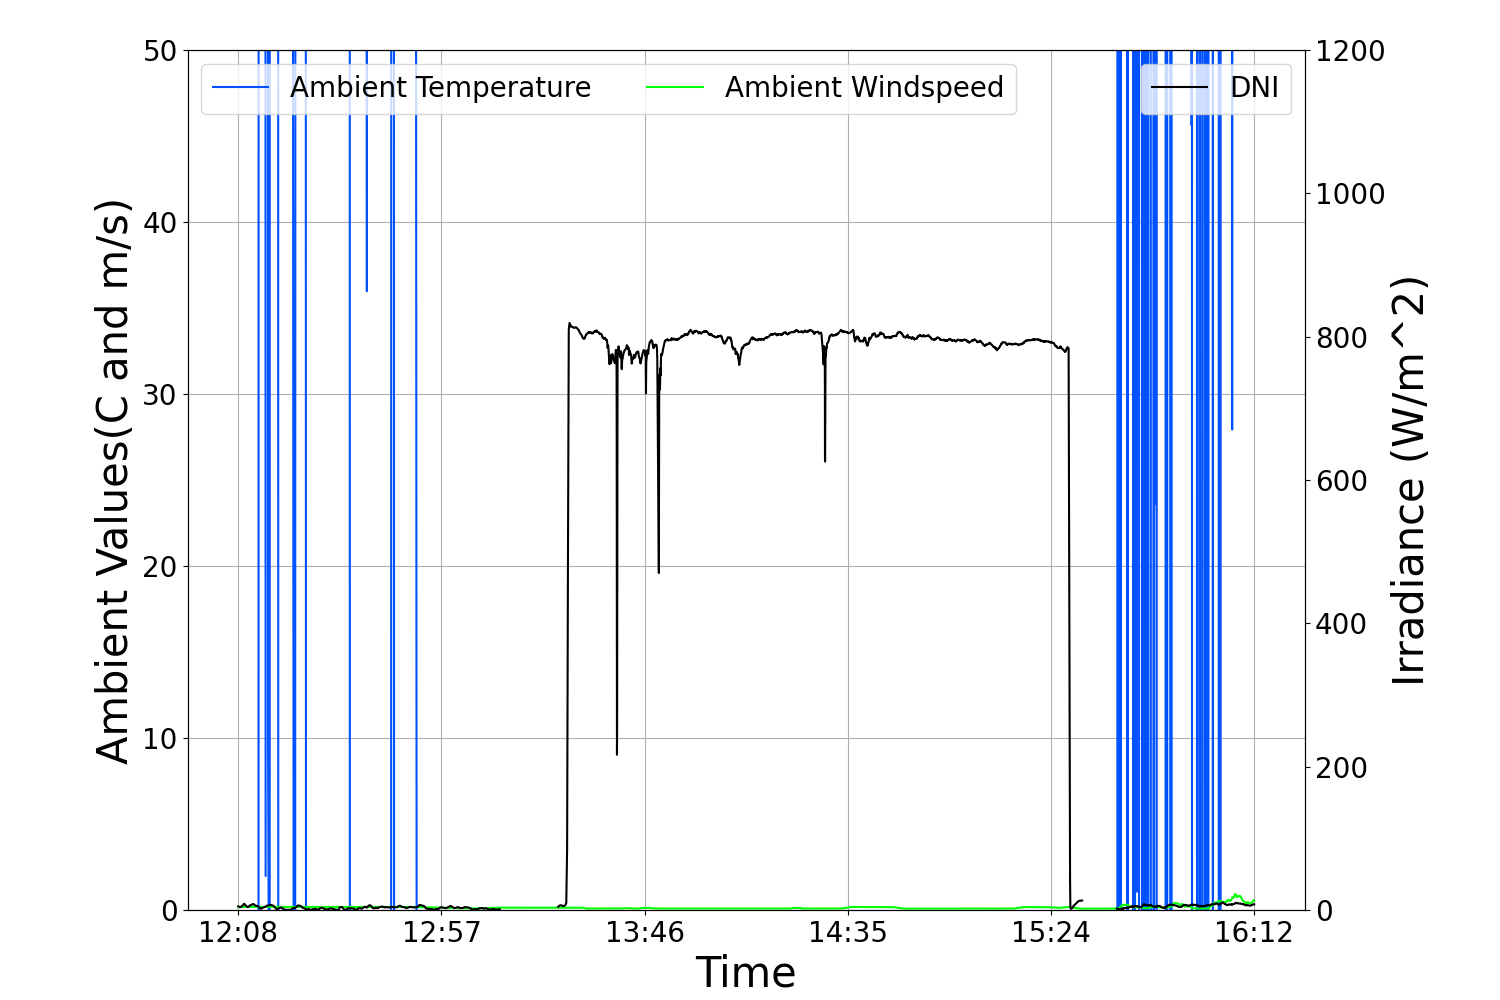 Ambient Temperature Ambient Windspeed DNI
50
40
30
20
10
0
Ambient Values(C and m/s)
1200
1000
800
600
400
200
0
Irradiance (W/m^2)
12:08 12:57 13:46 14:35 15:24 16:12
Time